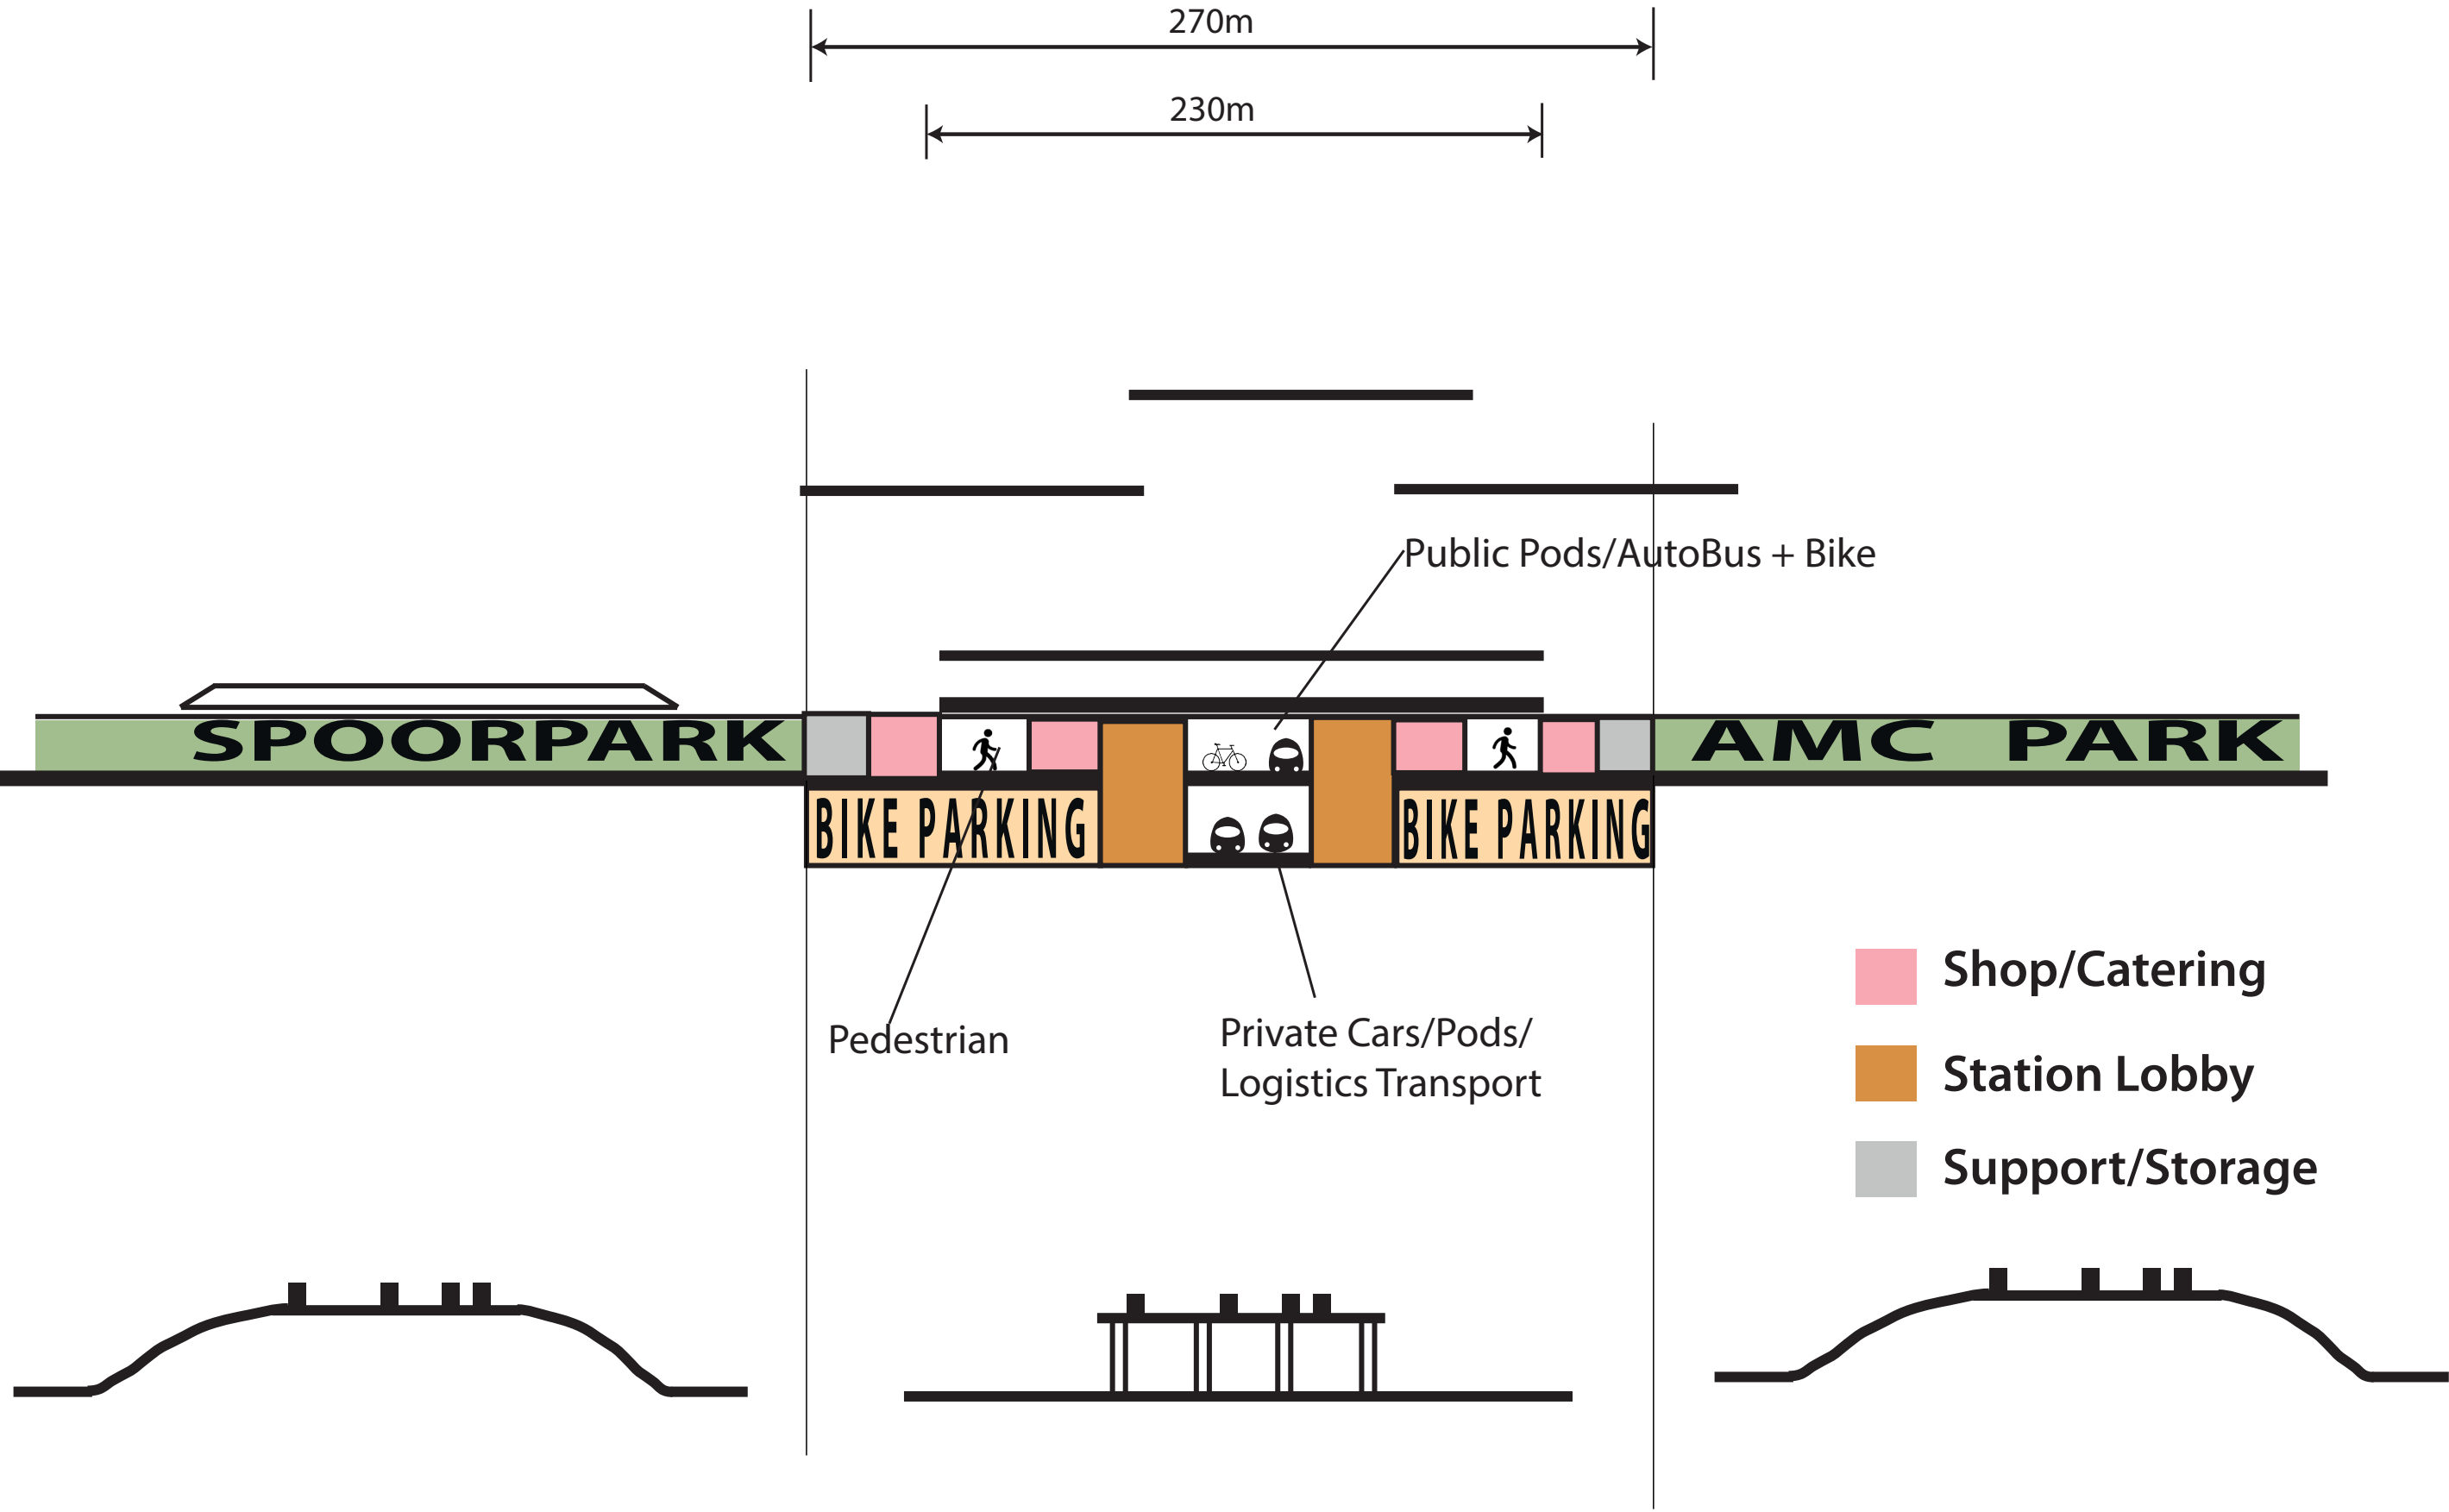 270m
230m
Public Pods/AutoBus + Bike
SPOORPARK
AMC PARK
BIKE PARKING
BIKE PARKING
Shop/Catering
Pedestrian
Private Cars/Pods/
Logistics Transport
Station Lobby
Support/Storage